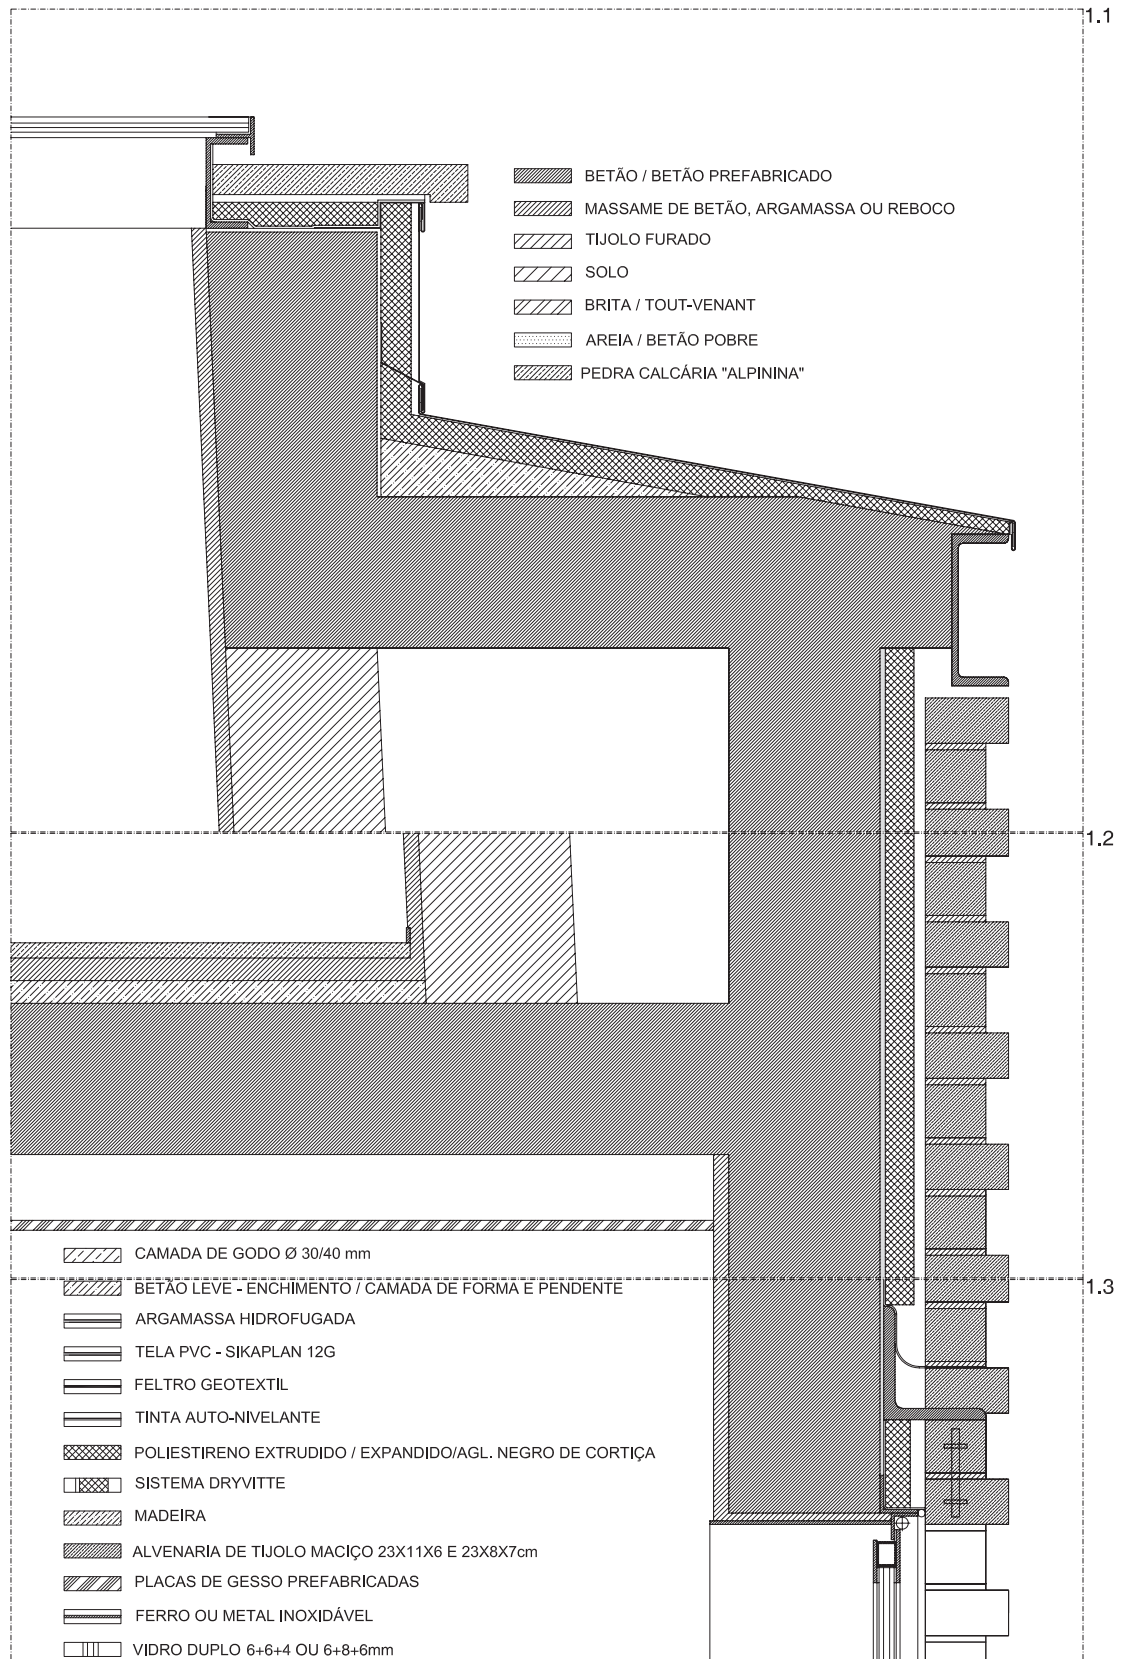 1.1
BETÃO / BETÃO PREFABRICADO
MASSAME DE BETÃO, ARGAMASSA OU REBOCO
TIJOLO FURADO
SOLO
BRITA / TOUT-VENANT
AREIA / BETÃO POBRE
PEDRA CALCÁRIA "ALPININA"
1.2
CAMADA DE GODO Ø 30/40 mm
1.3
BETÃO LEVE - ENCHIMENTO / CAMADA DE FORMA E PENDENTE
ARGAMASSA HIDROFUGADA
TELA PVC - SIKAPLAN 12G
FELTRO GEOTEXTIL
TINTA AUTO-NIVELANTE
POLIESTIRENO EXTRUDIDO / EXPANDIDO/AGL. NEGRO DE CORTIÇA
SISTEMA DRYVITTE
MADEIRA
ALVENARIA DE TIJOLO MACIÇO 23X11X6 E 23X8X7cm
PLACAS DE GESSO PREFABRICADAS
FERRO OU METAL INOXIDÁVEL
VIDRO DUPLO 6+6+4 OU 6+8+6mm